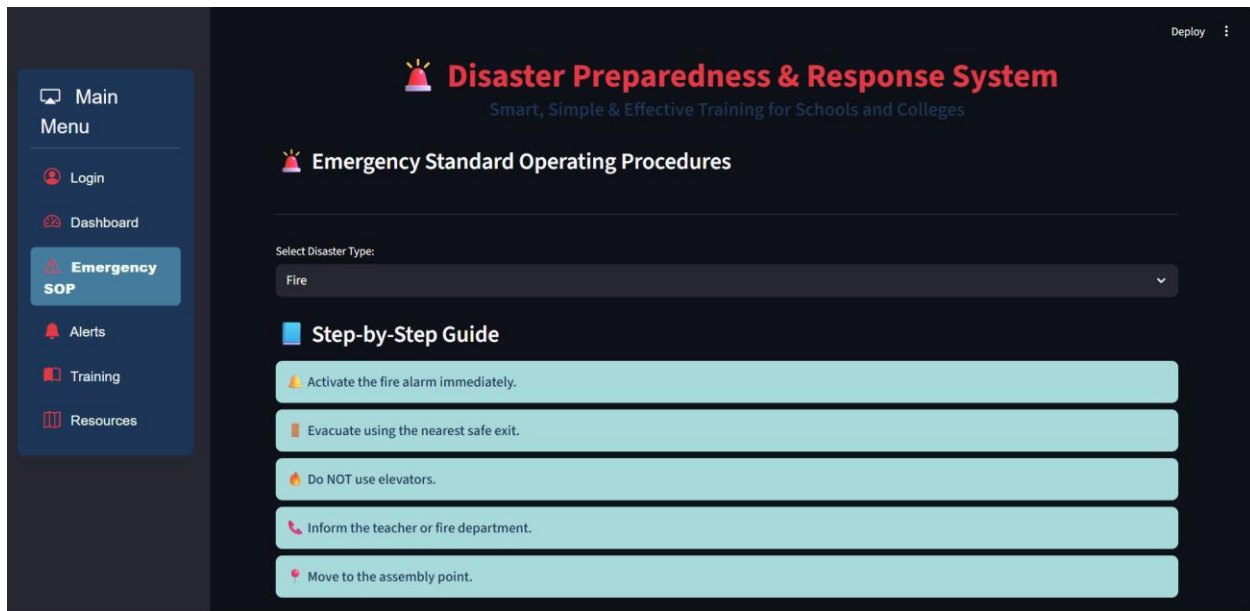 Deploy
Main
Menu
Login
Dashboard
Emergency
SOP
Alerts
Training
Resources
Disaster Preparedness & Response System
Smart, Simple & Effective Training for Schools and Colleges
Emergency Standard Operating Procedures
Select Disaster Type:
Fire
Step-by-Step Guide
Activate the fire alarm immediately.
Evacuate using the nearest safe exit.
Do NOT use elevators.
Inform the teacher or fire department.
Move to the assembly point.